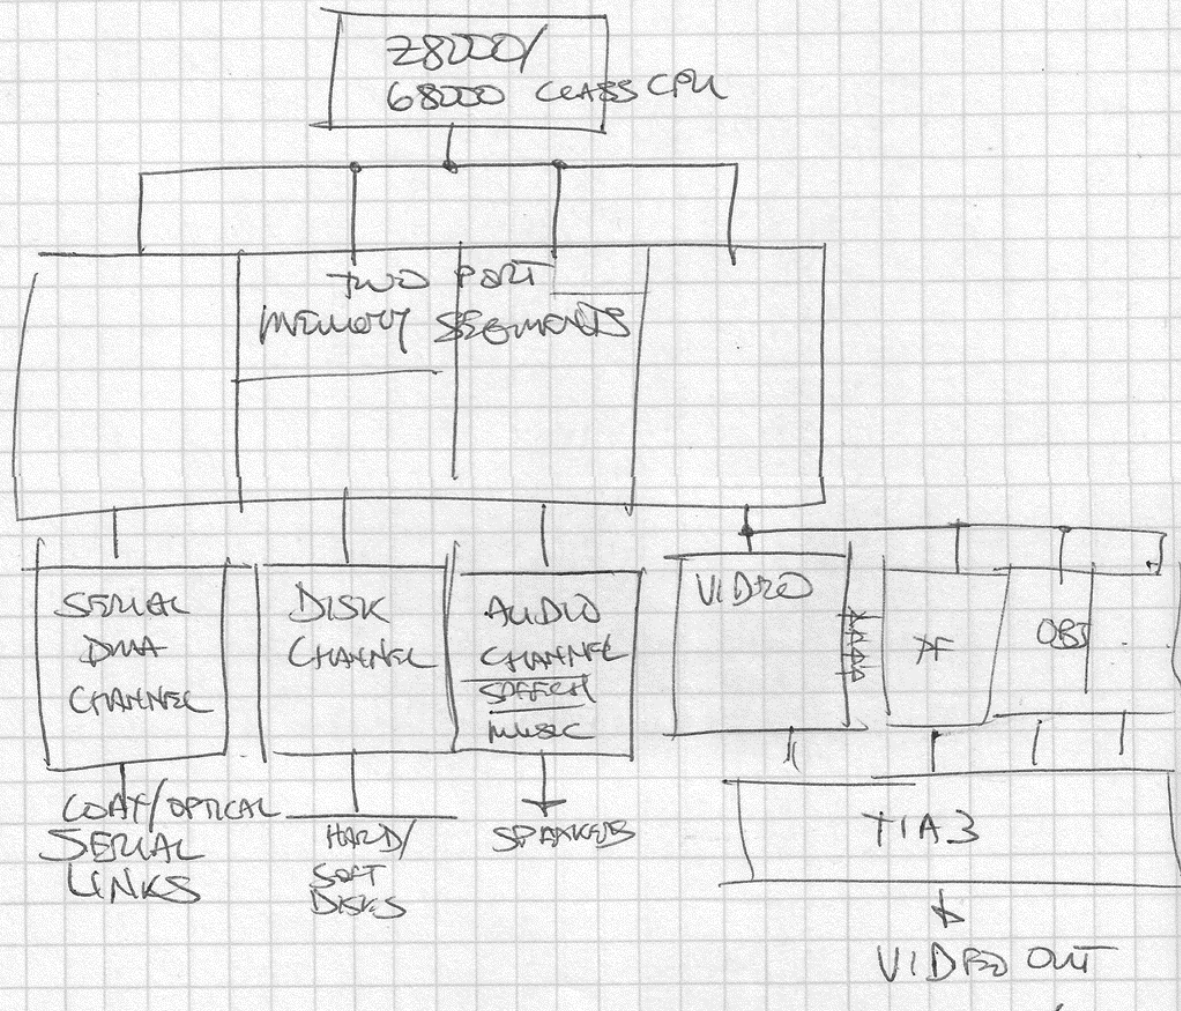 Z8000/
68000 CLASS CPU
TWO PORT
MEMORY SEGMENTS
SERIAL
DMA
CHANNEL
DISK
CHANNEL
AUDIO
CHANNEL
SPEECH
MUSIC
VIDEO
PF
OBJ
COAX/OPTICAL
SERIAL
LINKS
HARD/
SOFT
DISKS
SPEAKERS
TIA3
VIDEO OUT